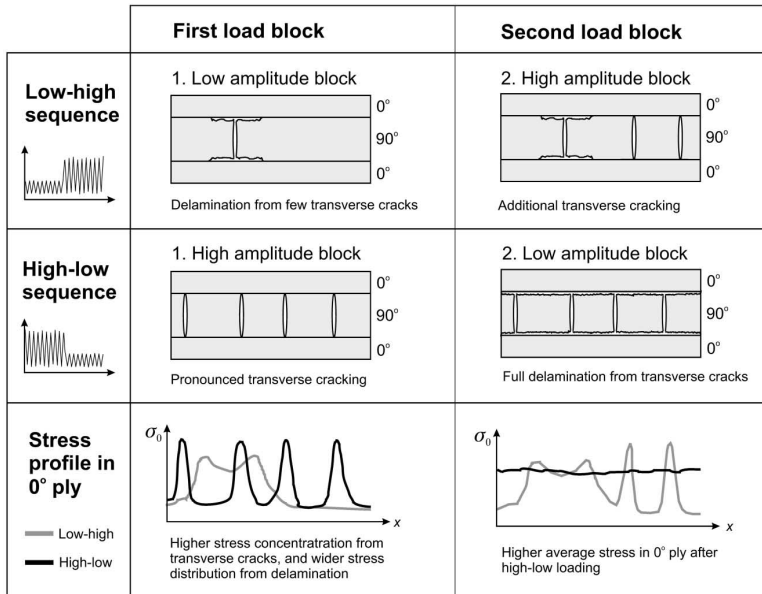 First load block
Second load block
Low-high
sequence
1. Low amplitude block
0°
90°
0°
Delamination from few transverse cracks
2. High amplitude block
0°
90°
0°
Additional transverse cracking
High-low
sequence
1. High amplitude block
0°
90°
0°
Pronounced transverse cracking
2. Low amplitude block
0°
90°
0°
Full delamination from transverse cracks
Stress
profile in
0° ply
Low-high
High-low
σ₀
x
Higher stress concentratration from
transverse cracks, and wider stress
distribution from delamination
σ₀
x
Higher average stress in 0° ply after
high-low loading